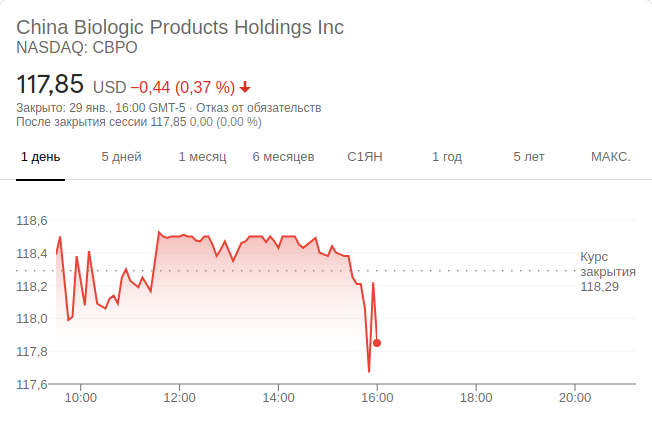 China Biologic Products Holdings Inc
NASDAQ: CBPO
117,85 USD −0,44 (0,37 %)
Закрыто: 29 янв., 16:00 GMT-5 · Отказ от обязательств
После закрытия сессии 117,85 0,00 (0,00 %)
1 день 5 дней 1 месяц 6 месяцев С1ЯН 1 год 5 лет МАКС.
118,6
118,4
Курс
закрытия
118,29
118,2
118,0
117,8
117,6
10:00 12:00 14:00 16:00 18:00 20:00